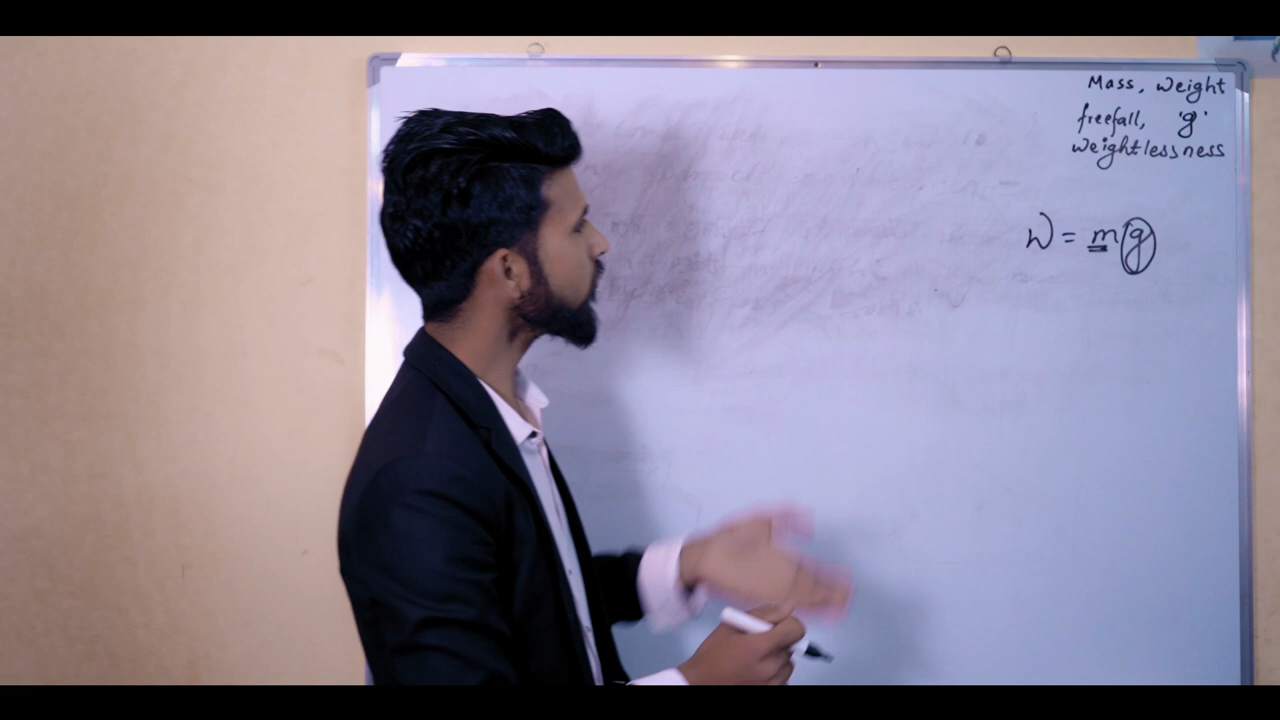 Mass, Weight
freefall, 'g'
Weightlessness
W = mg